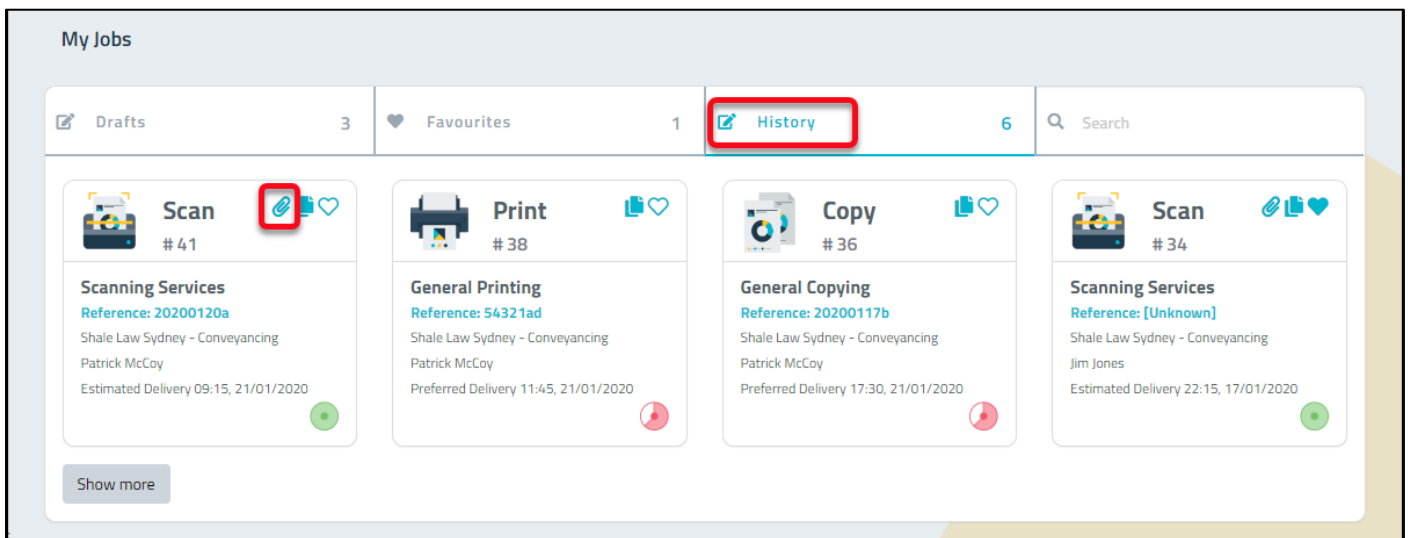 My Jobs
Drafts 3 Favourites 1 History 6 Search
Scan
# 41
Scanning Services
Reference: 20200120a
Shale Law Sydney - Conveyancing
Patrick McCoy
Estimated Delivery 09:15, 21/01/2020
Print
# 38
General Printing
Reference: 54321ad
Shale Law Sydney - Conveyancing
Patrick McCoy
Preferred Delivery 11:45, 21/01/2020
Copy
# 36
General Copying
Reference: 20200117b
Shale Law Sydney - Conveyancing
Patrick McCoy
Preferred Delivery 17:30, 21/01/2020
Scan
# 34
Scanning Services
Reference: [Unknown]
Shale Law Sydney - Conveyancing
Jim Jones
Estimated Delivery 22:15, 17/01/2020
Show more